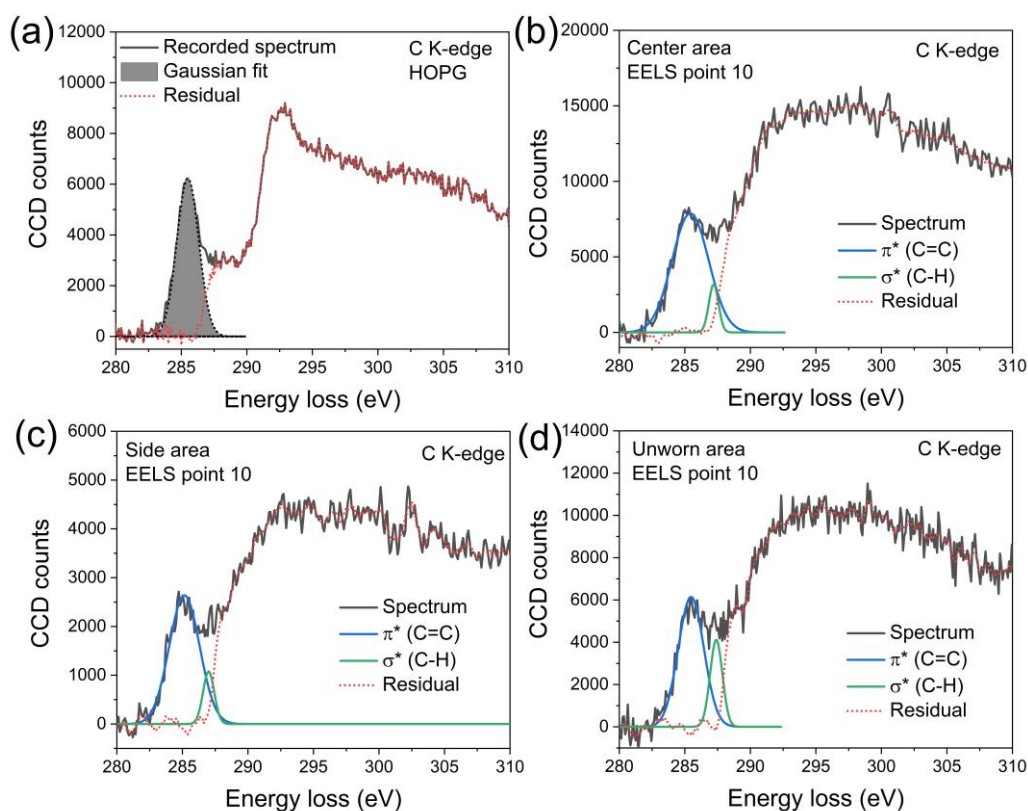 (a)
Recorded spectrum
Gaussian fit
Residual
C K-edge
HOPG
12000
10000
8000
6000
4000
2000
0
CCD counts
280 285 290 295 300 305 310
Energy loss (eV)
(b)
Center area
EELS point 10
C K-edge
20000
15000
10000
5000
0
CCD counts
Spectrum
π* (C=C)
σ* (C-H)
Residual
280 285 290 295 300 305 310
Energy loss (eV)
(c)
Side area
EELS point 10
C K-edge
6000
5000
4000
3000
2000
1000
0
CCD counts
Spectrum
π* (C=C)
σ* (C-H)
Residual
280 285 290 295 300 305 310
Energy loss (eV)
(d)
Unworn area
EELS point 10
C K-edge
14000
12000
10000
8000
6000
4000
2000
0
CCD counts
Spectrum
π* (C=C)
σ* (C-H)
Residual
280 285 290 295 300 305 310
Energy loss (eV)